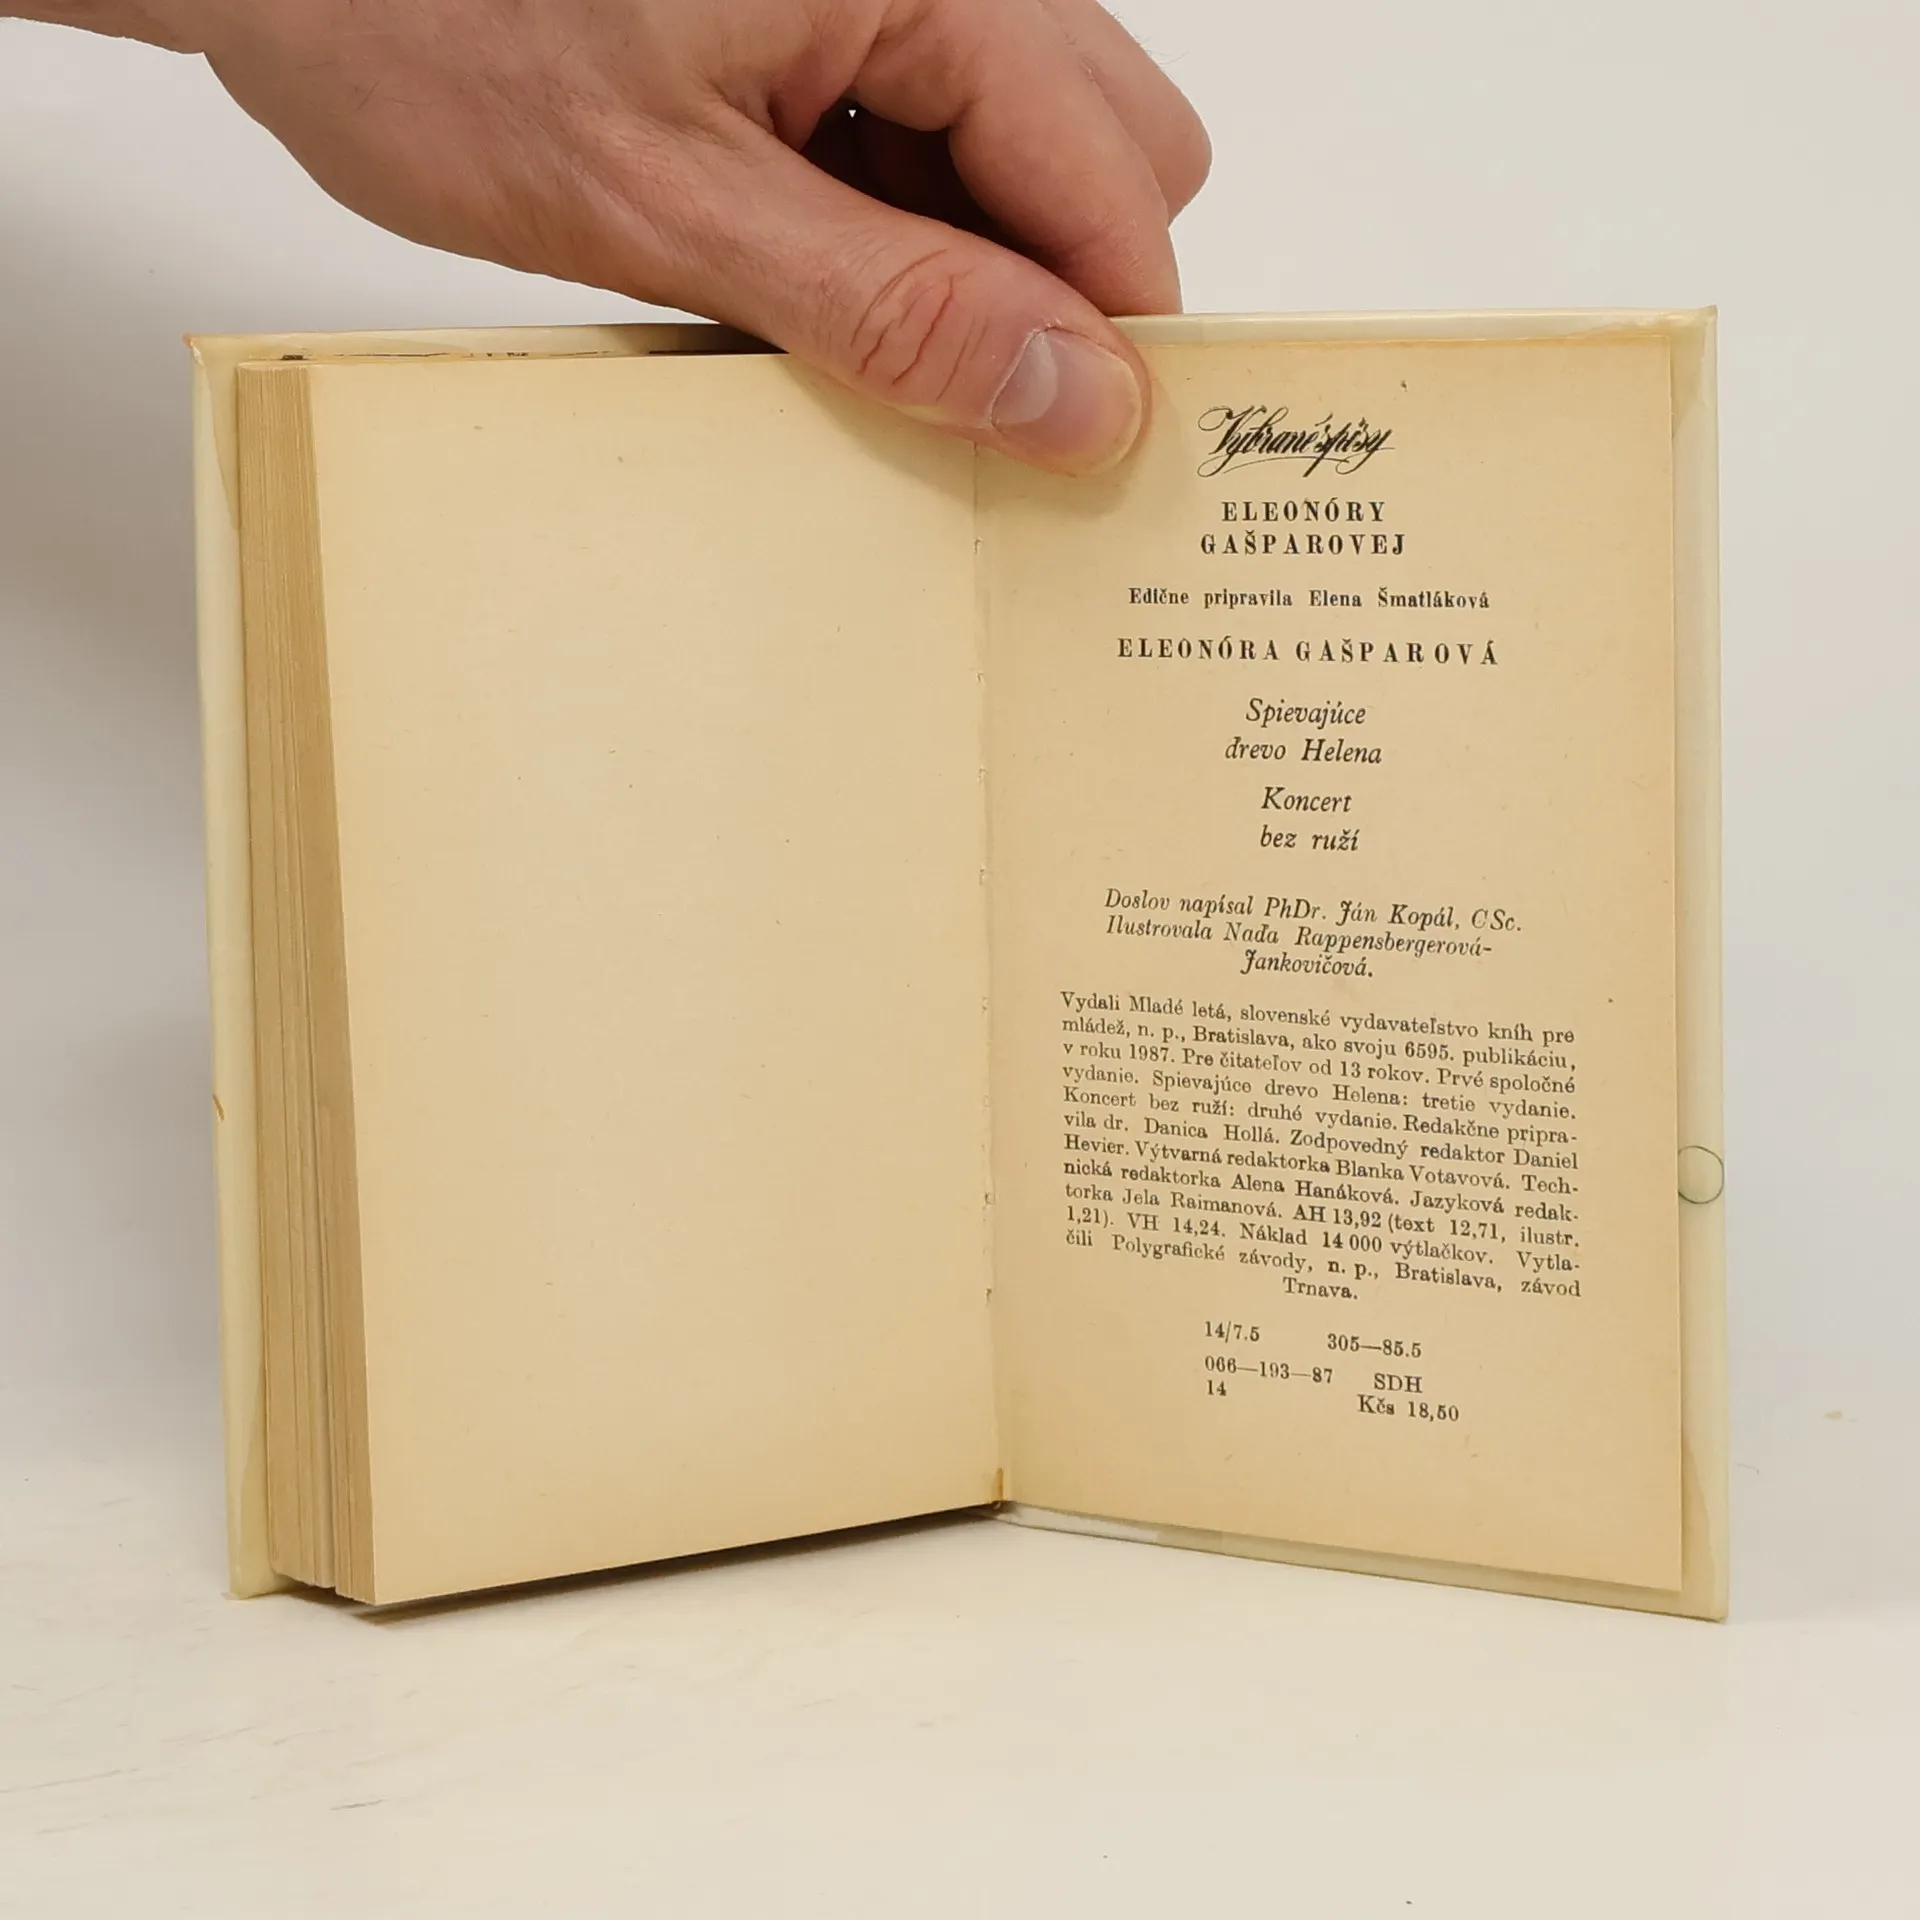 Vybrané spisy
ELEONÓRY
GAŠPAROVEJ
Edične pripravila Elena Šmatláková
ELEONÓRA GAŠPAROVÁ
Spievajúce
drevo Helena
Koncert
bez ruží
Doslov napísal PhDr. Ján Kopál, CSc.
Ilustrovala Naďa Rappensbergerová-
Jankovičová.
Vydali Mladé letá, slovenské vydavateľstvo kníh pre
mládež, n. p., Bratislava, ako svoju 6595. publikáciu,
v roku 1987. Pre čitateľov od 13 rokov. Prvé spoločné
vydanie. Spievajúce drevo Helena: tretie vydanie.
Koncert bez ruží: druhé vydanie. Redakčne pripra-
vila dr. Danica Hollá. Zodpovedný redaktor Daniel
Hevier. Výtvarná redaktorka Blanka Votavová. Tech-
nická redaktorka Alena Hanáková. Jazyková redak-
torka Jela Raimanová. AH 13,92 (text 12,71, ilustr.
1,21). VH 14,24. Náklad 14 000 výtlačkov. Vytla-
čili Polygrafické závody, n. p., Bratislava, závod
Trnava.
14/7.5 305—85.5
066—193—87 SDH
14 Kčs 18,50